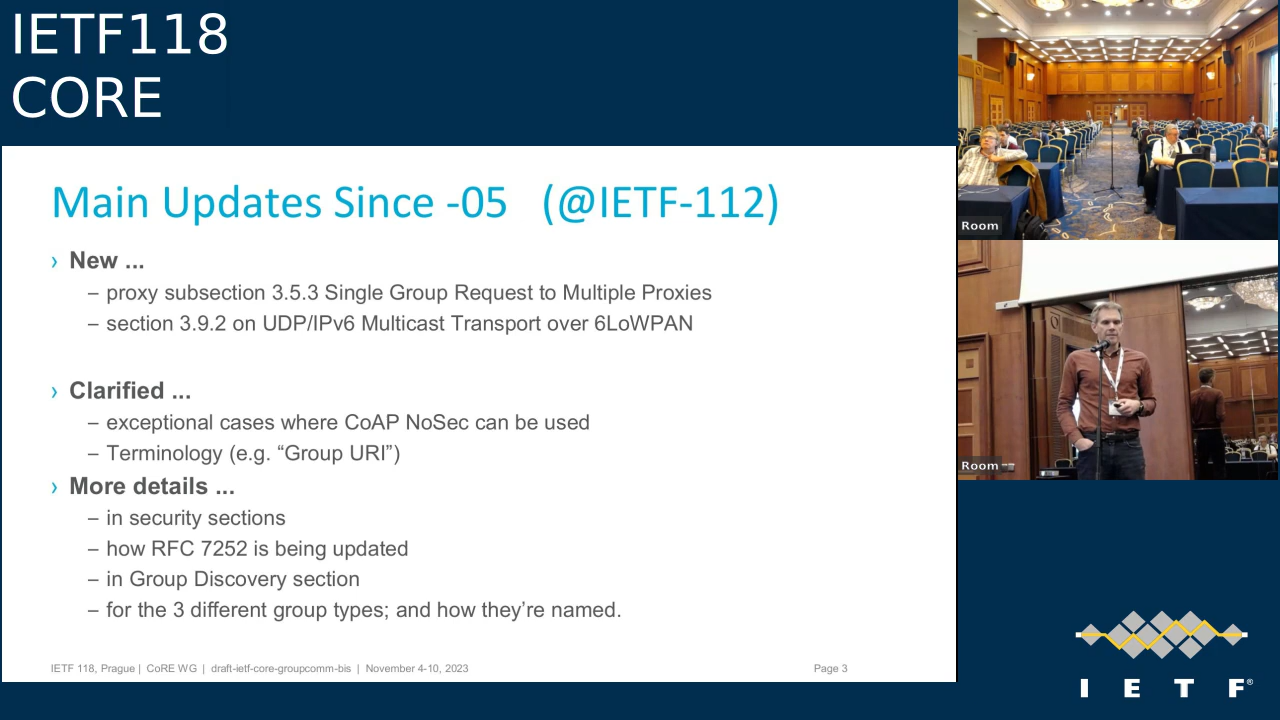 IETF118
CORE
Main Updates Since -05 (@IETF-112)
› New ...
– proxy subsection 3.5.3 Single Group Request to Multiple Proxies
– section 3.9.2 on UDP/IPv6 Multicast Transport over 6LoWPAN
› Clarified ...
– exceptional cases where CoAP NoSec can be used
– Terminology (e.g. “Group URI”)
› More details ...
– in security sections
– how RFC 7252 is being updated
– in Group Discovery section
– for the 3 different group types; and how they’re named.
IETF 118, Prague | CoRE WG | draft-ietf-core-groupcomm-bis | November 4-10, 2023
Page 3
Room
Room
I E T F®